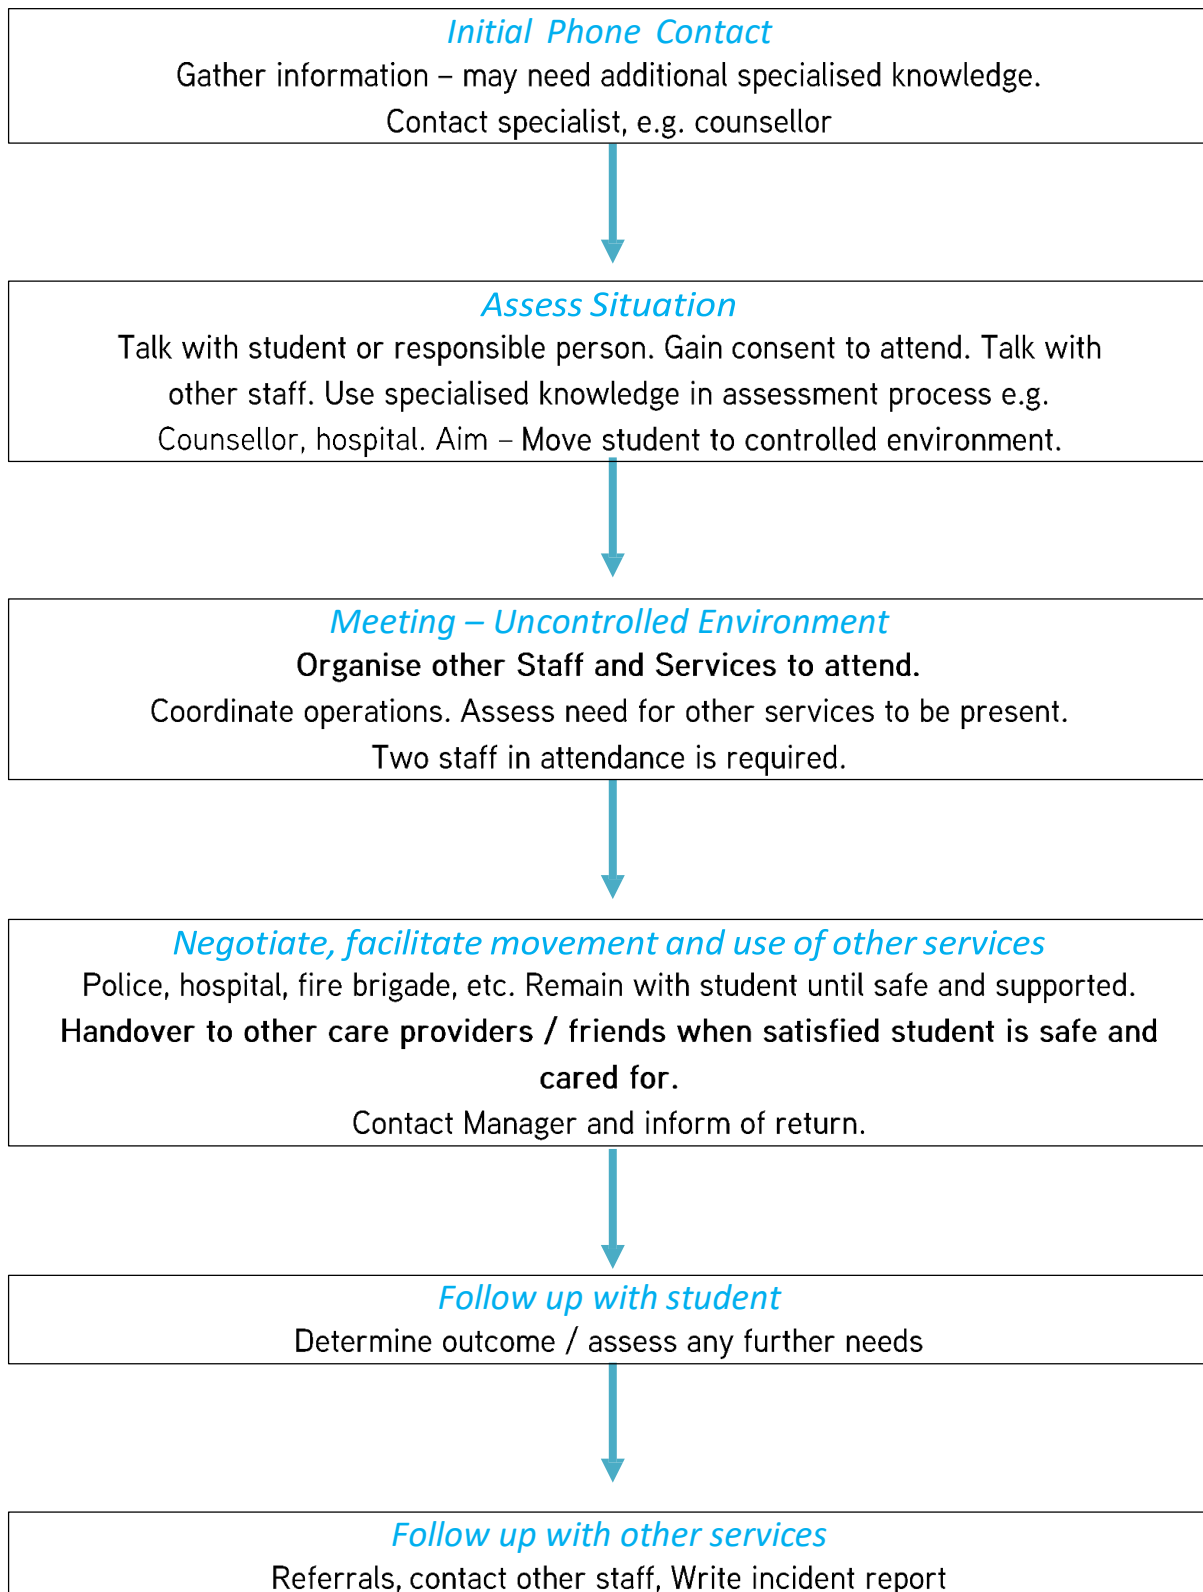 Initial Phone Contact
Gather information – may need additional specialised knowledge.
Contact specialist, e.g. counsellor
Assess Situation
Talk with student or responsible person. Gain consent to attend. Talk with
other staff. Use specialised knowledge in assessment process e.g.
Counsellor, hospital. Aim – Move student to controlled environment.
Meeting – Uncontrolled Environment
Organise other Staff and Services to attend.
Coordinate operations. Assess need for other services to be present.
Two staff in attendance is required.
Negotiate, facilitate movement and use of other services
Police, hospital, fire brigade, etc. Remain with student until safe and supported.
Handover to other care providers / friends when satisfied student is safe and
cared for.
Contact Manager and inform of return.
Follow up with student
Determine outcome / assess any further needs
Follow up with other services
Referrals, contact other staff, Write incident report